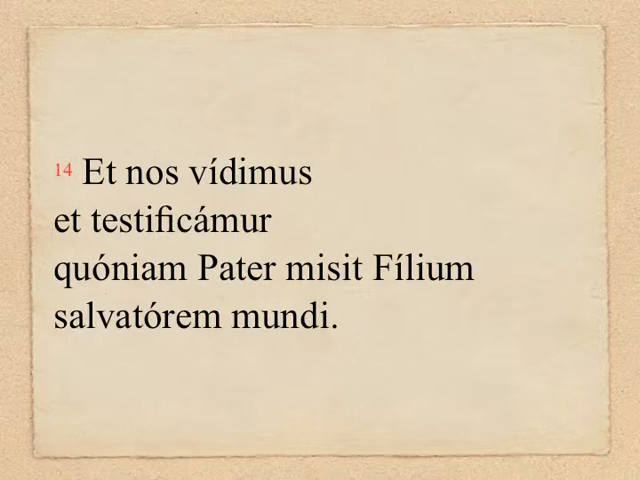 14 Et nos vídimus
et testificámur
quóniam Pater misit Fílium
salvatórem mundi.